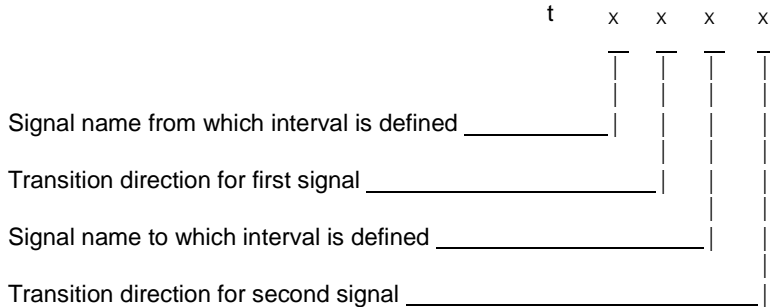 t x x x x
Signal name from which interval is defined
Transition direction for first signal
Signal name to which interval is defined
Transition direction for second signal